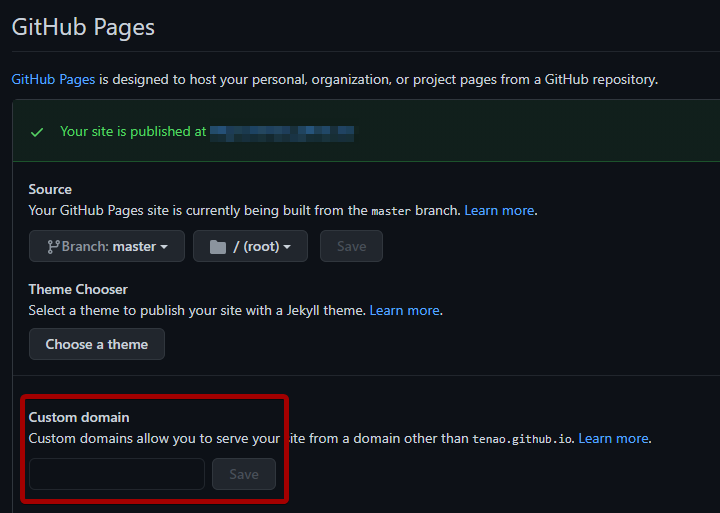 GitHub Pages
GitHub Pages is designed to host your personal, organization, or project pages from a GitHub repository.
Your site is published at
Source
Your GitHub Pages site is currently being built from the master branch. Learn more.
Branch: master
/ (root)
Save
Theme Chooser
Select a theme to publish your site with a Jekyll theme. Learn more.
Choose a theme
Custom domain
Custom domains allow you to serve your site from a domain other than tenao.github.io. Learn more.
Save